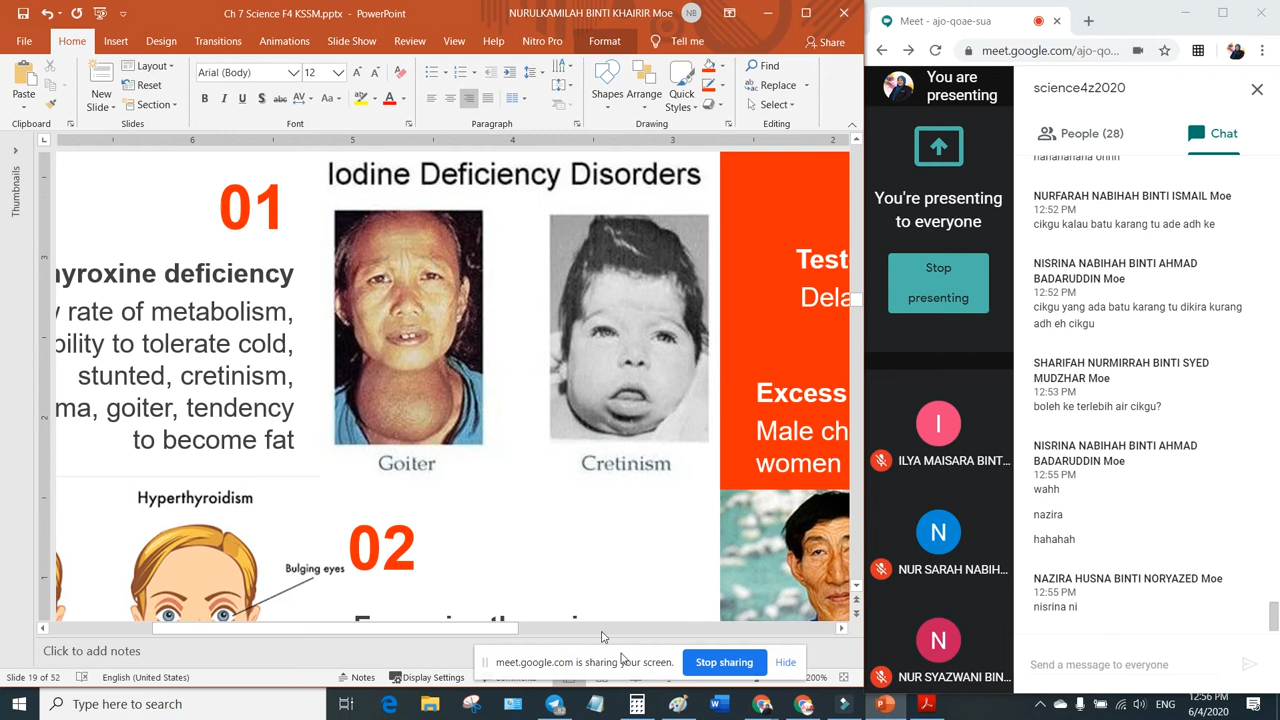 Ch 7 Science F4 KSSM.pptx
NURULKAMILAH BINTI KHAIRIR Moe
NB
File
Home
Insert
Design
Transitions
Animations
Slide Show
Review
View
Help
Nitro Pro
Format
Tell me
Share
Paste
New
Slide
Layout
Reset
Section
Arial (Body)
12
Shapes
Arrange
Quick
Styles
Find
Replace
Select
Clipboard
Slides
Font
Paragraph
Drawing
Editing
Thumbnails
01
hyroxine deficiency
rate of metabolism,
bility to tolerate cold,
stunted, cretinism,
ma, goiter, tendency
to become fat
Iodine Deficiency Disorders
Goiter
Cretinism
Hyperthyroidism
Bulging eyes
02
Test
Dela
Excess
Male ch
women
Click to add notes
meet.google.com is sharing your screen.
Stop sharing
Hide
Slide 19 of 52
English (United States)
Notes
Display Settings
Comments
200%
Type here to search
Meet - ajo-qoae-sua
meet.google.com/ajo-qo...
You are
presenting
You're presenting
to everyone
Stop
presenting
I
ILYA MAISARA BINT...
N
NUR SARAH NABIH...
N
NUR SYAZWANI BIN...
science4z2020
People (28)
Chat
NURFARAH NABIHAH BINTI ISMAIL Moe
12:52 PM
cikgu kalau batu karang tu ade adh ke
NISRINA NABIHAH BINTI AHMAD
BADARUDDIN Moe
12:52 PM
cikgu yang ada batu karang tu dikira kurang
adh eh cikgu
SHARIFAH NURMIRRAH BINTI SYED
MUDZHAR Moe
12:53 PM
boleh ke terlebih air cikgu?
NISRINA NABIHAH BINTI AHMAD
BADARUDDIN Moe
12:55 PM
wahh
nazira
hahahah
NAZIRA HUSNA BINTI NORYAZED Moe
12:55 PM
nisrina ni
Send a message to everyone
ENG
12:56 PM
6/4/2020